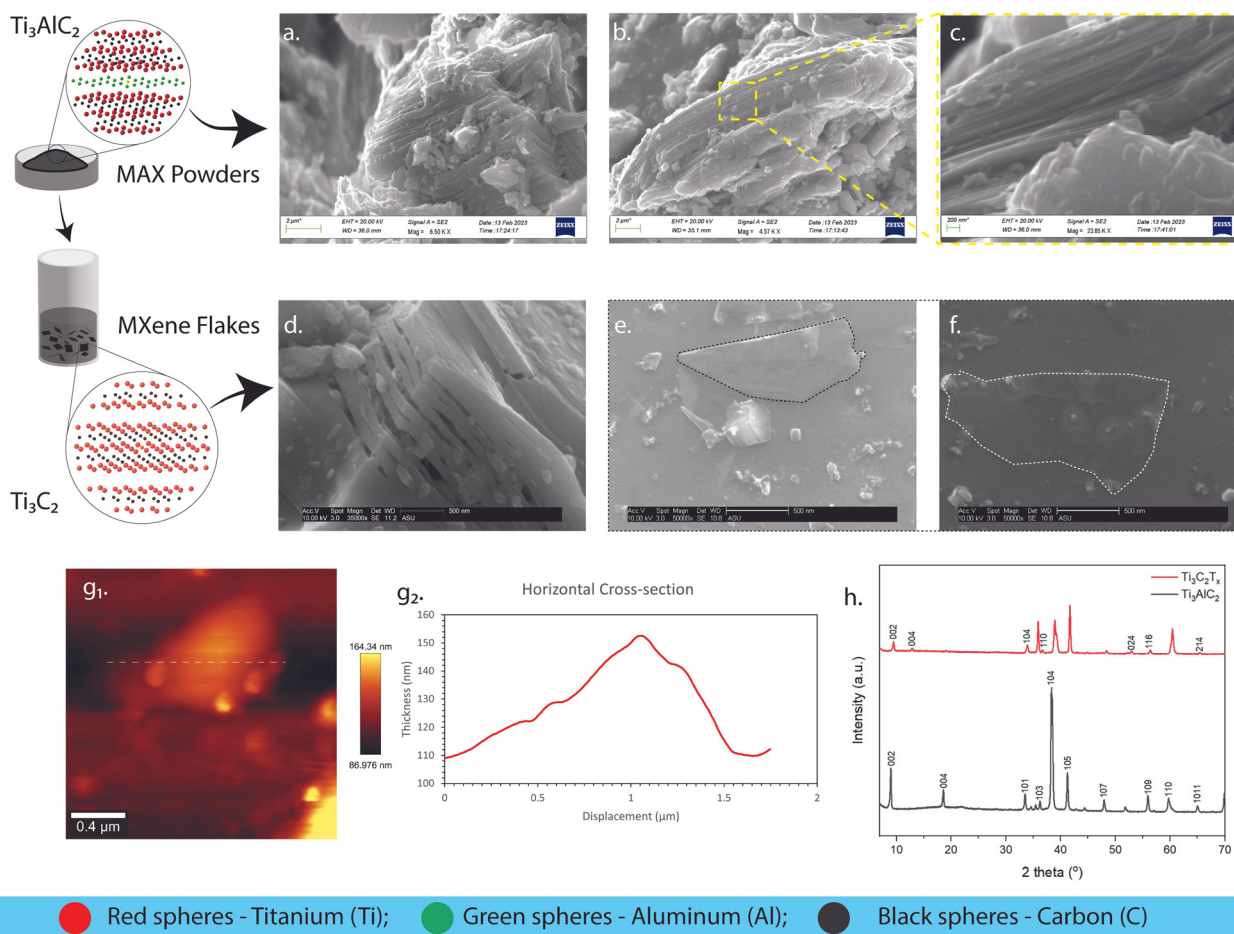 Ti₃AlC₂
MAX Powders
MXene Flakes
Ti₃C₂
a.
2 µm*
EHT = 20.00 kV
WD = 36.0 mm
Signal A = SE2
Mag = 6.50 K X
Date :13 Feb 2023
Time :17:24:17
ZEISS
b.
2 µm*
EHT = 20.00 kV
WD = 35.1 mm
Signal A = SE2
Mag = 4.57 K X
Date :13 Feb 2023
Time :17:13:43
ZEISS
c.
200 nm*
EHT = 20.00 kV
WD = 36.0 mm
Signal A = SE2
Mag = 23.85 K X
Date :13 Feb 2023
Time :17:41:01
ZEISS
d.
Acc.V Spot Magn Det WD
10.00 kV 3.0 35000x SE 11.2 ASU
500 nm
e.
Acc.V Spot Magn Det WD
10.00 kV 3.0 50000x SE 10.8 ASU
500 nm
f.
Acc.V Spot Magn Det WD
10.00 kV 3.0 50000x SE 10.8 ASU
500 nm
g₁.
0.4 µm
164.34 nm
86.976 nm
g₂.
Horizontal Cross-section
Thickness (nm)
160
150
140
130
120
110
100
0 0.5 1 1.5 2
Displacement (µm)
h.
Ti₃C₂Tₓ
Ti₃AlC₂
Intensity (a.u.)
002 004 104 110 024 116 214
002 004 101 103 104 105 107 109 110 1011
10 20 30 40 50 60 70
2 theta (°)
Red spheres - Titanium (Ti); Green spheres - Aluminum (Al); Black spheres - Carbon (C)